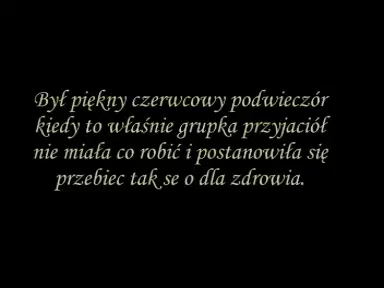 Był piękny czerwcowy podwieczór
kiedy to właśnie grupka przyjaciół
nie miała co robić i postanowiła się
przebiec tak se o dla zdrowia.